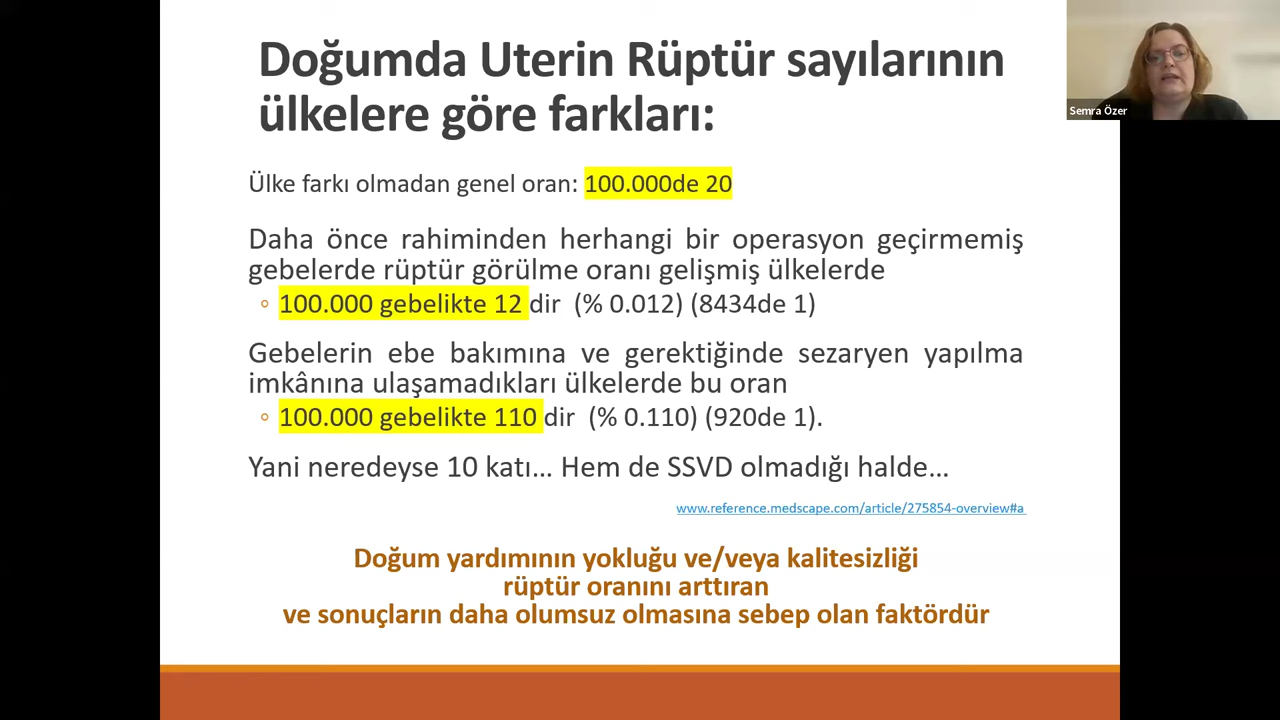 Doğumda Uterin Rüptür sayılarının
ülkelere göre farkları:
Semra Özer
Ülke farkı olmadan genel oran: 100.000de 20
Daha önce rahiminden herhangi bir operasyon geçirmemiş
gebelerde rüptür görülme oranı gelişmiş ülkelerde
◦ 100.000 gebelikte 12 dir (% 0.012) (8434de 1)
Gebelerin ebe bakımına ve gerektiğinde sezaryen yapılma
imkânına ulaşamadıkları ülkelerde bu oran
◦ 100.000 gebelikte 110 dir (% 0.110) (920de 1).
Yani neredeyse 10 katı… Hem de SSVD olmadığı halde…
www.reference.medscape.com/article/275854-overview#a
Doğum yardımının yokluğu ve/veya kalitesizliği
rüptür oranını arttıran
ve sonuçların daha olumsuz olmasına sebep olan faktördür